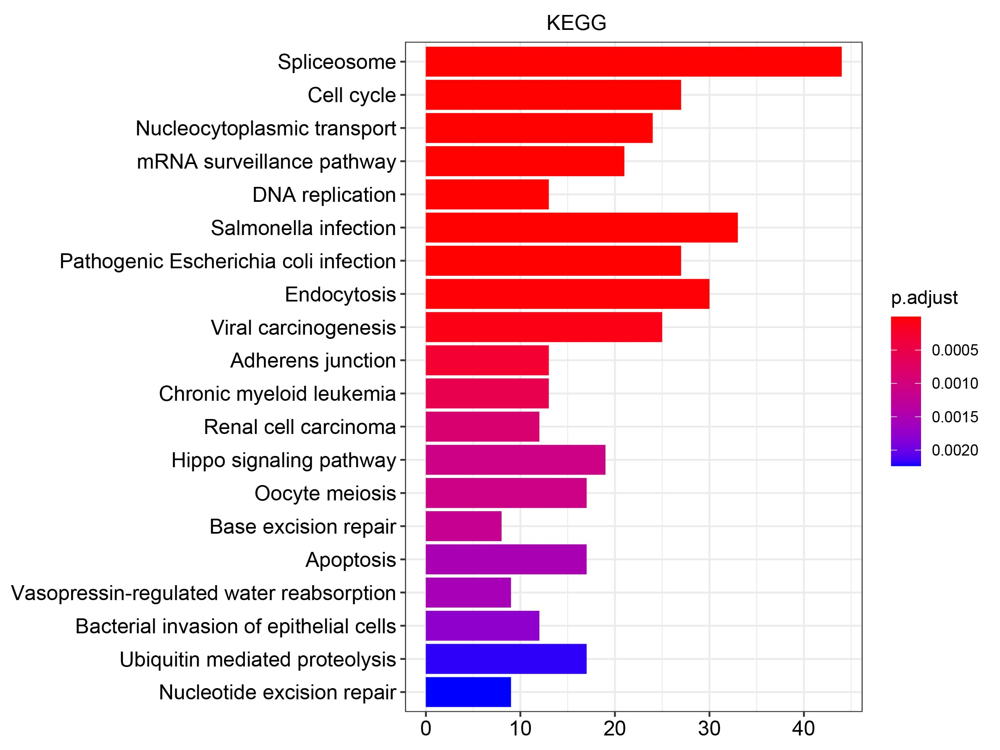 KEGG
Spliceosome
Cell cycle
Nucleocytoplasmic transport
mRNA surveillance pathway
DNA replication
Salmonella infection
Pathogenic Escherichia coli infection
Endocytosis
Viral carcinogenesis
Adherens junction
Chronic myeloid leukemia
Renal cell carcinoma
Hippo signaling pathway
Oocyte meiosis
Base excision repair
Apoptosis
Vasopressin-regulated water reabsorption
Bacterial invasion of epithelial cells
Ubiquitin mediated proteolysis
Nucleotide excision repair
0 10 20 30 40
p.adjust
0.0005
0.0010
0.0015
0.0020